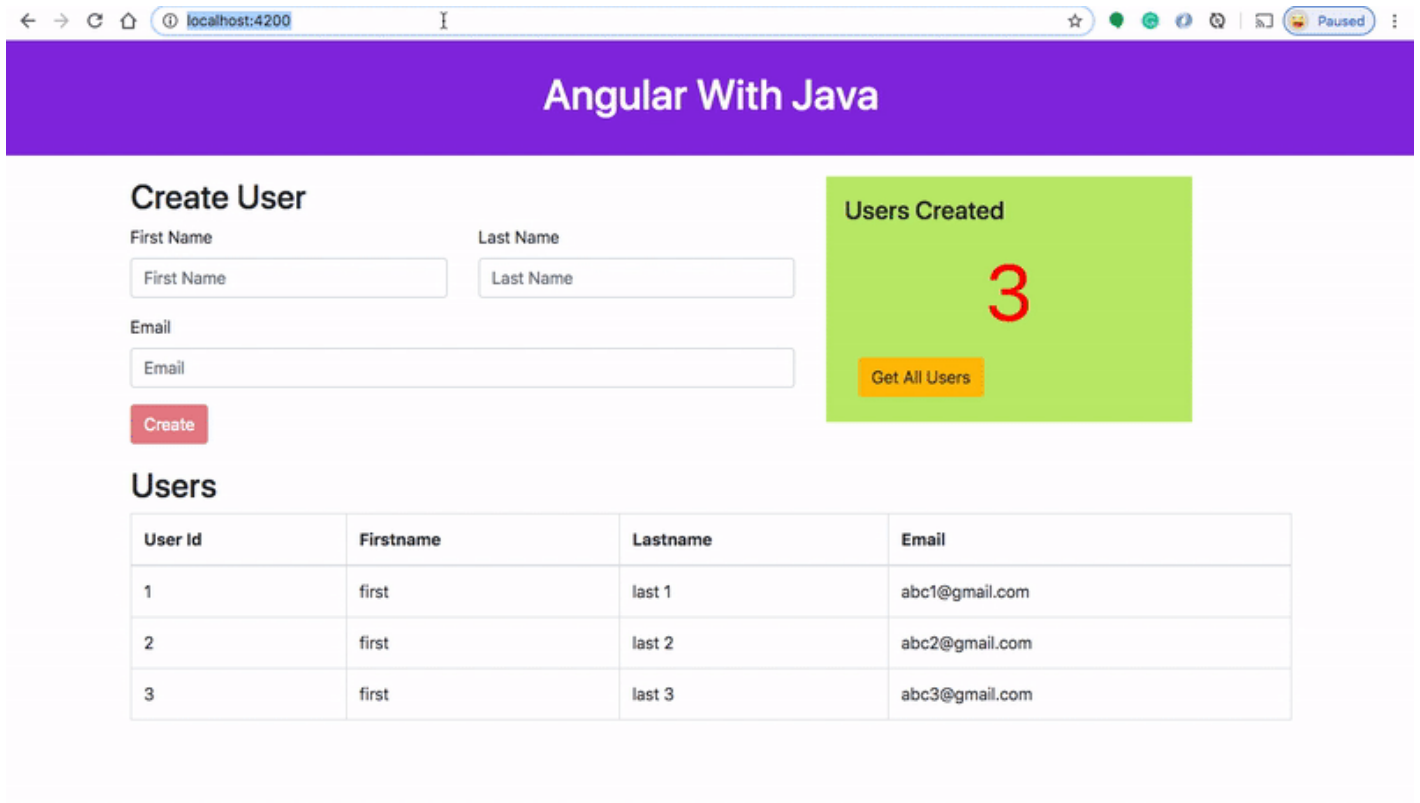 localhost:4200
Paused
Angular With Java
Create User
First Name Last Name
First Name Last Name
Email
Email
Create
Users Created
3
Get All Users
Users
User Id Firstname Lastname Email
1 first last 1 abc1@gmail.com
2 first last 2 abc2@gmail.com
3 first last 3 abc3@gmail.com